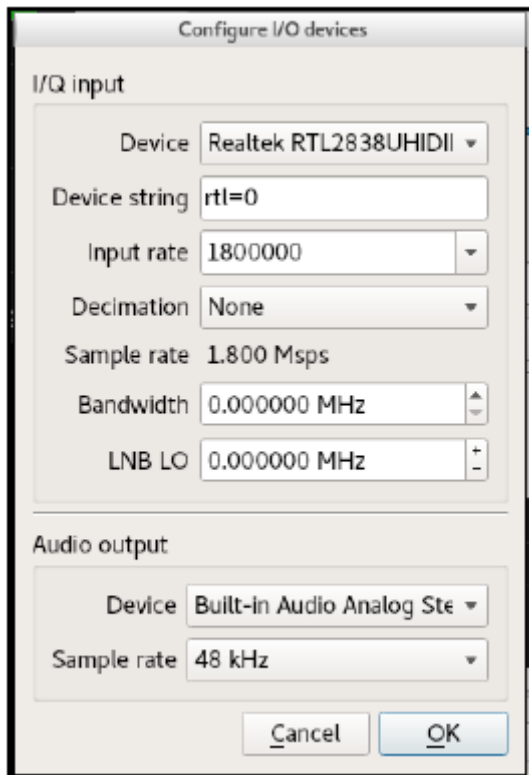 Configure I/O devices
I/Q input
Device Realtek RTL2838UHIDII
Device string rtl=0
Input rate 1800000
Decimation None
Sample rate 1.800 Msps
Bandwidth 0.000000 MHz
LNB LO 0.000000 MHz
Audio output
Device Built-in Audio Analog Ste
Sample rate 48 kHz
Cancel OK